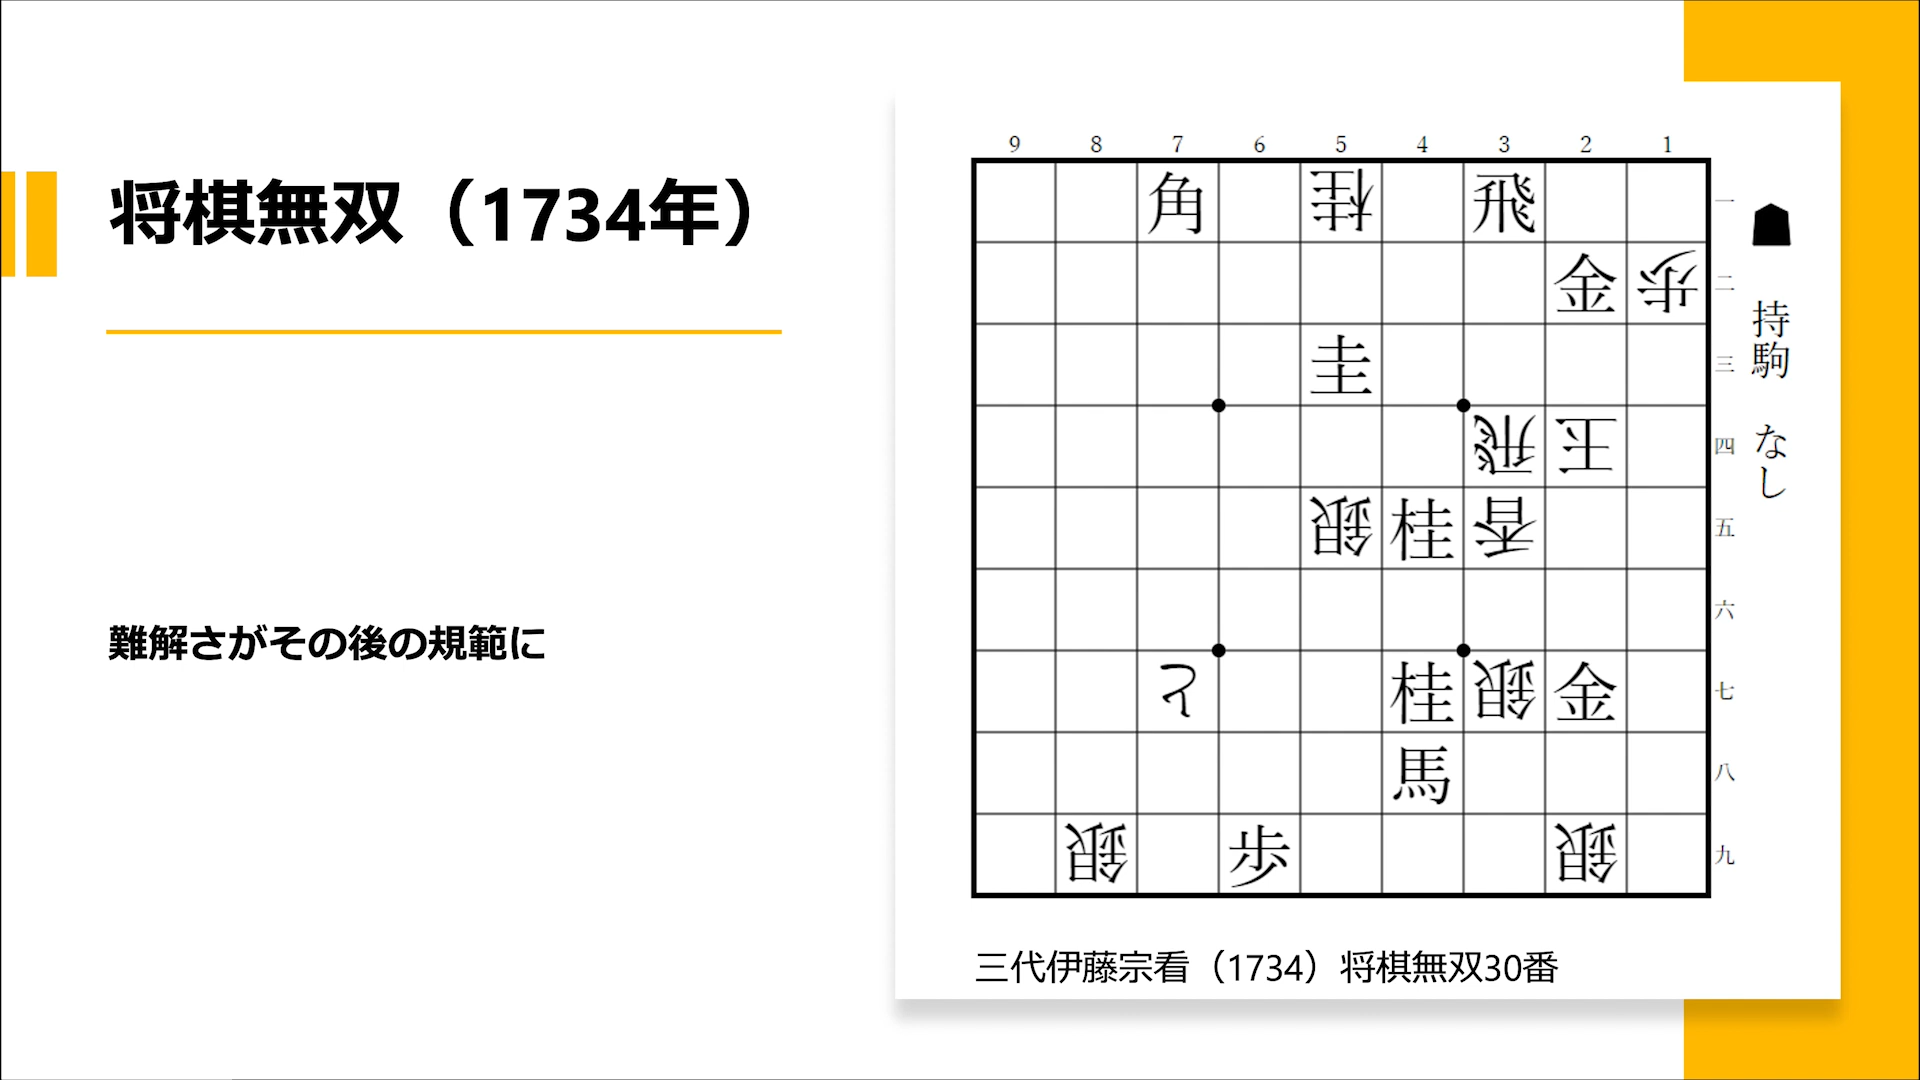 将棋無双（1734年）
難解さがその後の規範に
9 8 7 6 5 4 3 2 1
角 桂 飛 一
金 歩 二
圭 三
飛 王 四
銀 桂 香 五
六
と 桂 銀 金 七
馬 八
銀 歩 銀 九
持駒 なし
三代伊藤宗看（1734）将棋無双30番